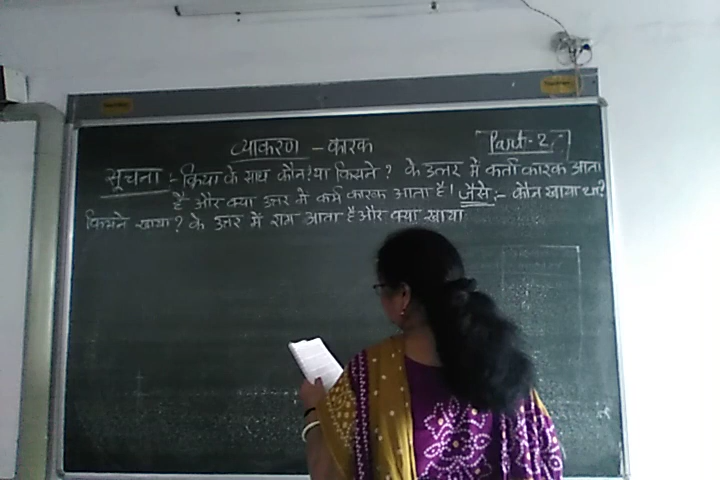 व्याकरण - कारक
Part-2
सूचना :- क्रिया के साथ कौन? या किसने? के उत्तर में कर्ता कारक आता
है और क्या उत्तर में कर्म कारक आता है। जैसे :- कौन खाया था?
किसने खाया? के उत्तर में राम आता है और क्या खाया